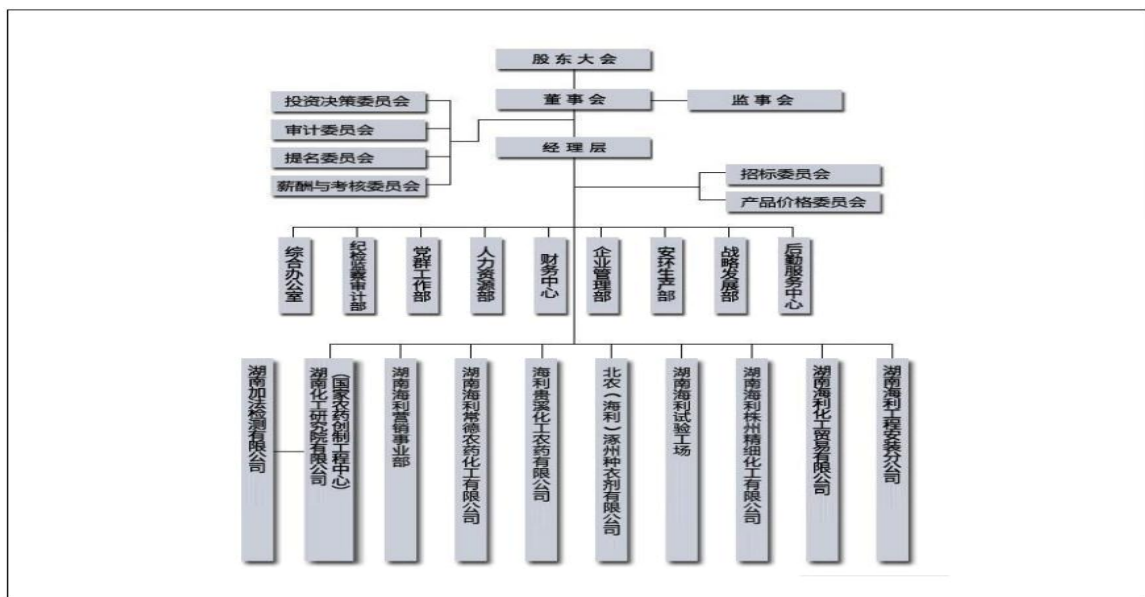 股东大会
董事会
监事会
投资决策委员会
审计委员会
提名委员会
薪酬与考核委员会
经理层
招标委员会
产品价格委员会
综合办公室
纪检监察审计部
党群工作部
人力资源部
财务中心
企业管理部
安环生产部
战略发展部
后勤服务中心
湖南加法检测有限公司
(国家农药创制工程中心)
湖南化工研究院有限公司
湖南海利营销事业部
湖南海利常德农药化工有限公司
海利贵溪化工农药有限公司
北农(海利)涿州种衣剂有限公司
湖南海利试验工场
湖南海利株洲精细化工有限公司
湖南海利化工贸易有限公司
湖南海利工程安装分公司